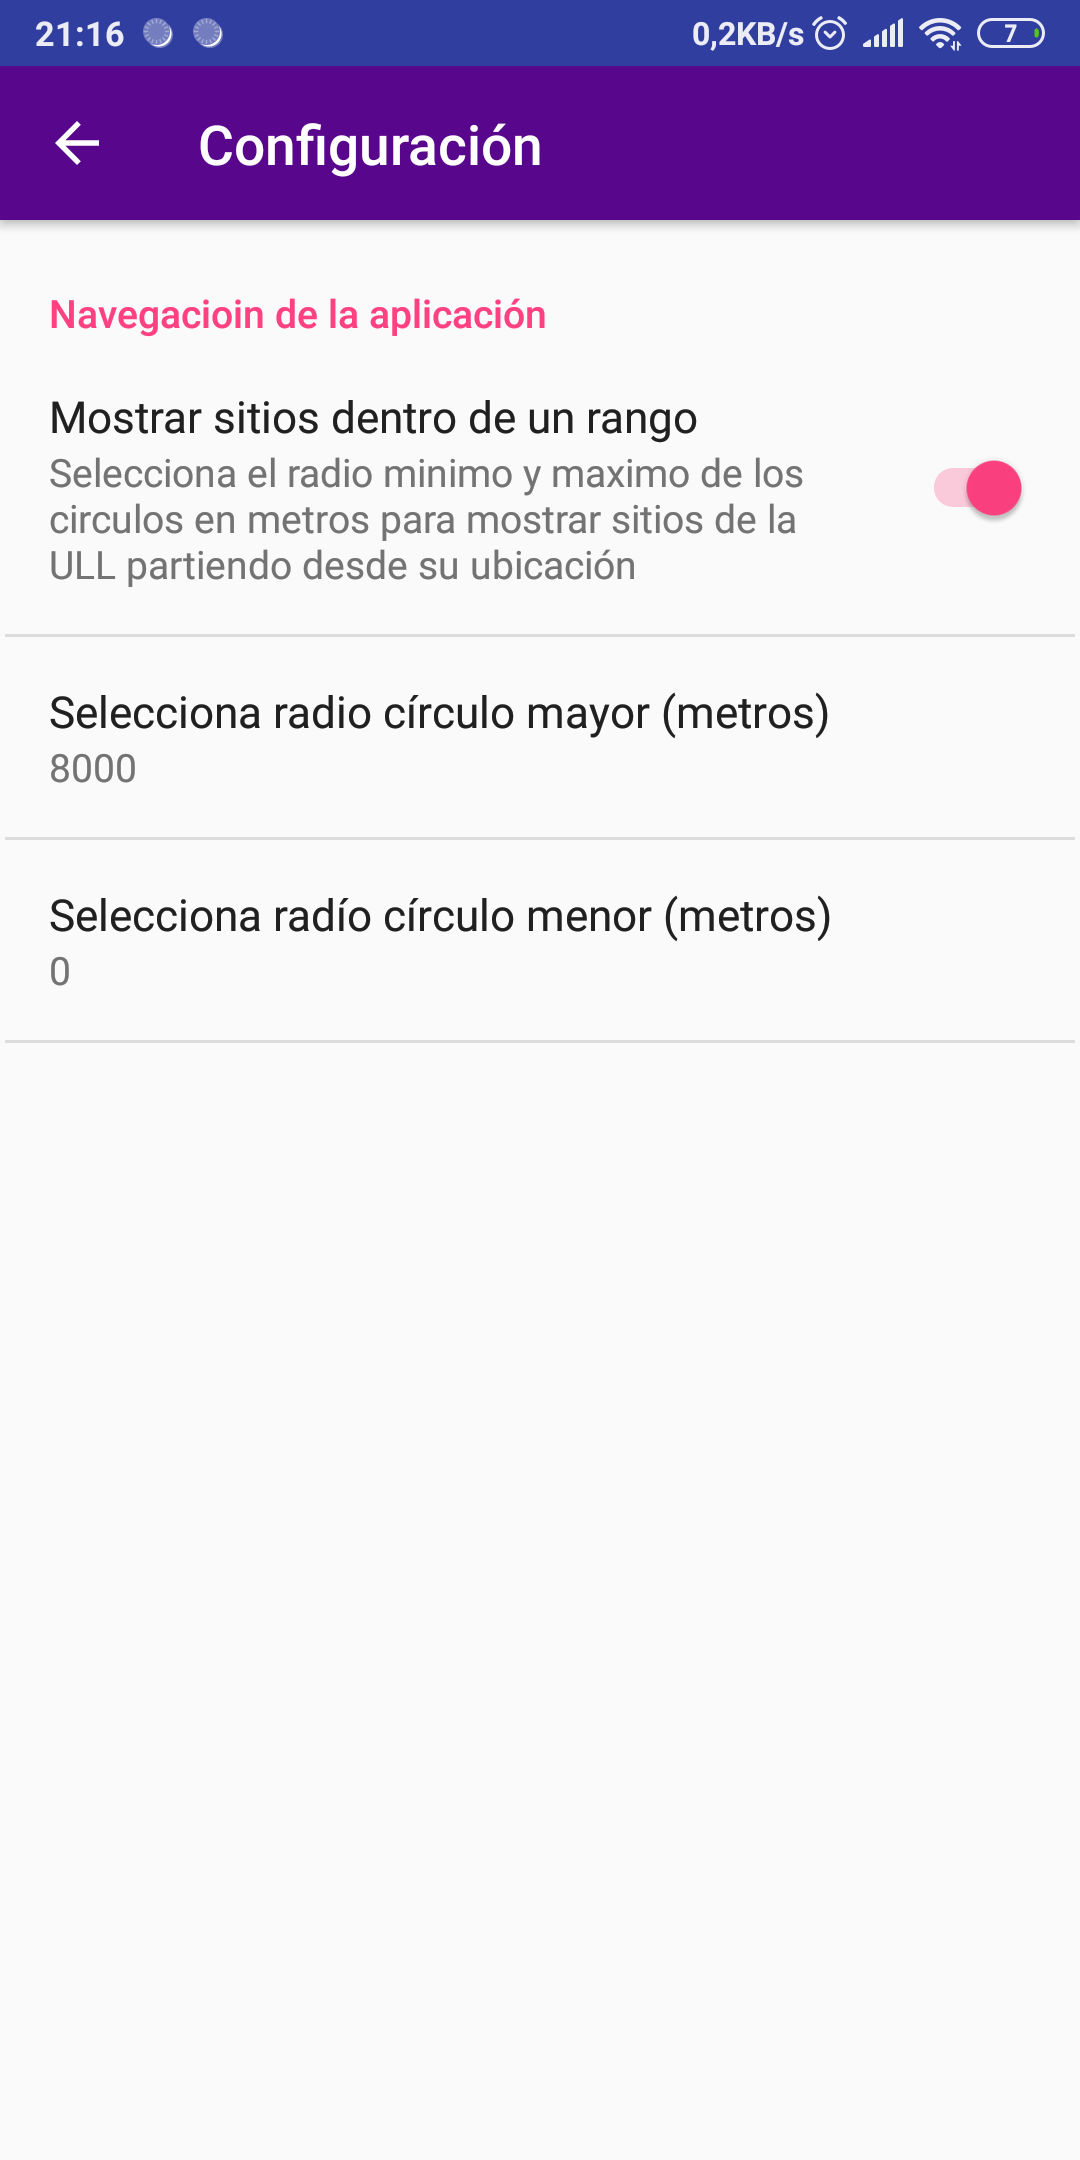 21:16 0,2KB/s 7
Configuración
Navegacioin de la aplicación
Mostrar sitios dentro de un rango
Selecciona el radio minimo y maximo de los
circulos en metros para mostrar sitios de la
ULL partiendo desde su ubicación
Selecciona radio círculo mayor (metros)
8000
Selecciona radío círculo menor (metros)
0